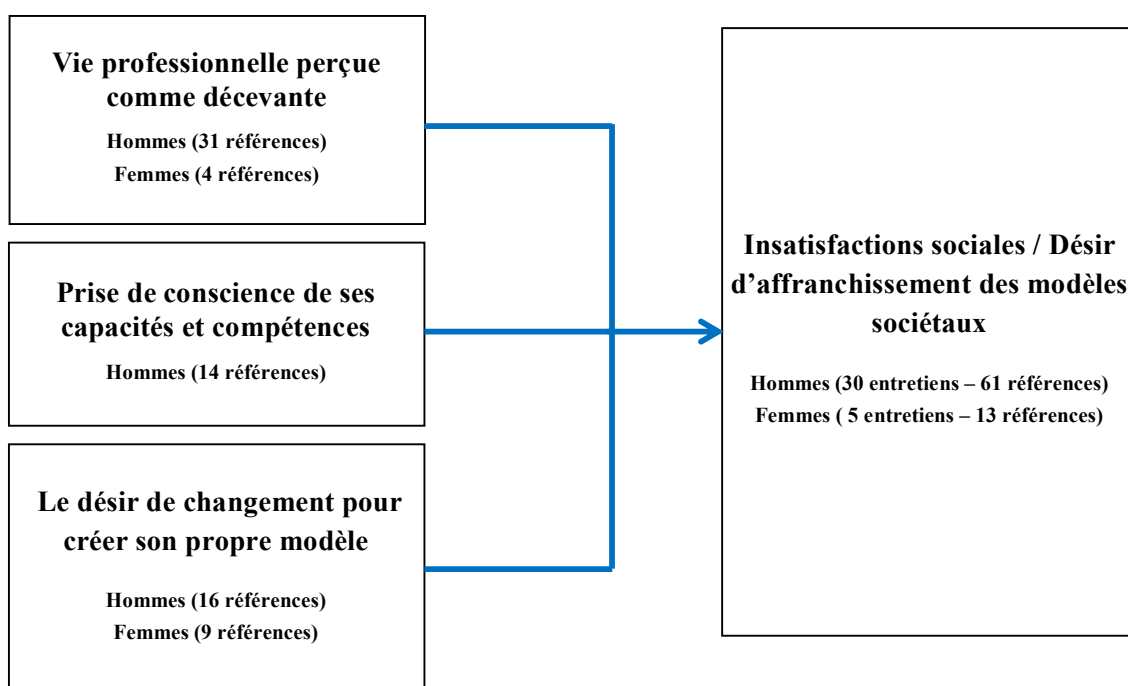 Vie professionnelle perçue
comme décevante
Hommes (31 références)
Femmes (4 références)
Prise de conscience de ses
capacités et compétences
Hommes (14 références)
Le désir de changement pour
créer son propre modèle
Hommes (16 références)
Femmes (9 références)
Insatisfactions sociales / Désir
d’affranchissement des modèles
sociétaux
Hommes (30 entretiens – 61 références)
Femmes ( 5 entretiens – 13 références)